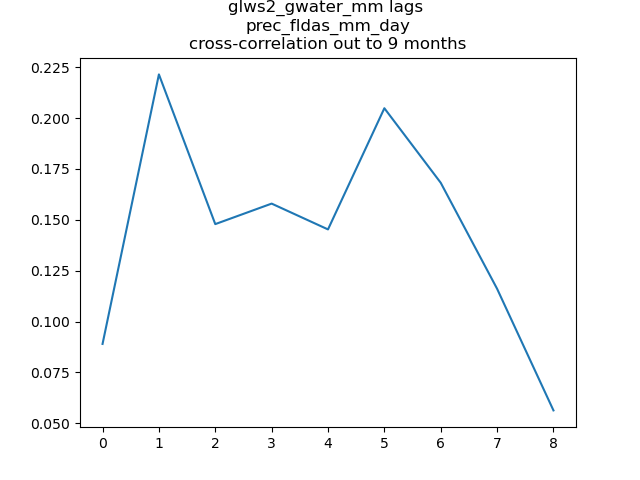 glws2_gwater_mm lags
prec_fldas_mm_day
cross-correlation out to 9 months
0.225
0.200
0.175
0.150
0.125
0.100
0.075
0.050
0 1 2 3 4 5 6 7 8